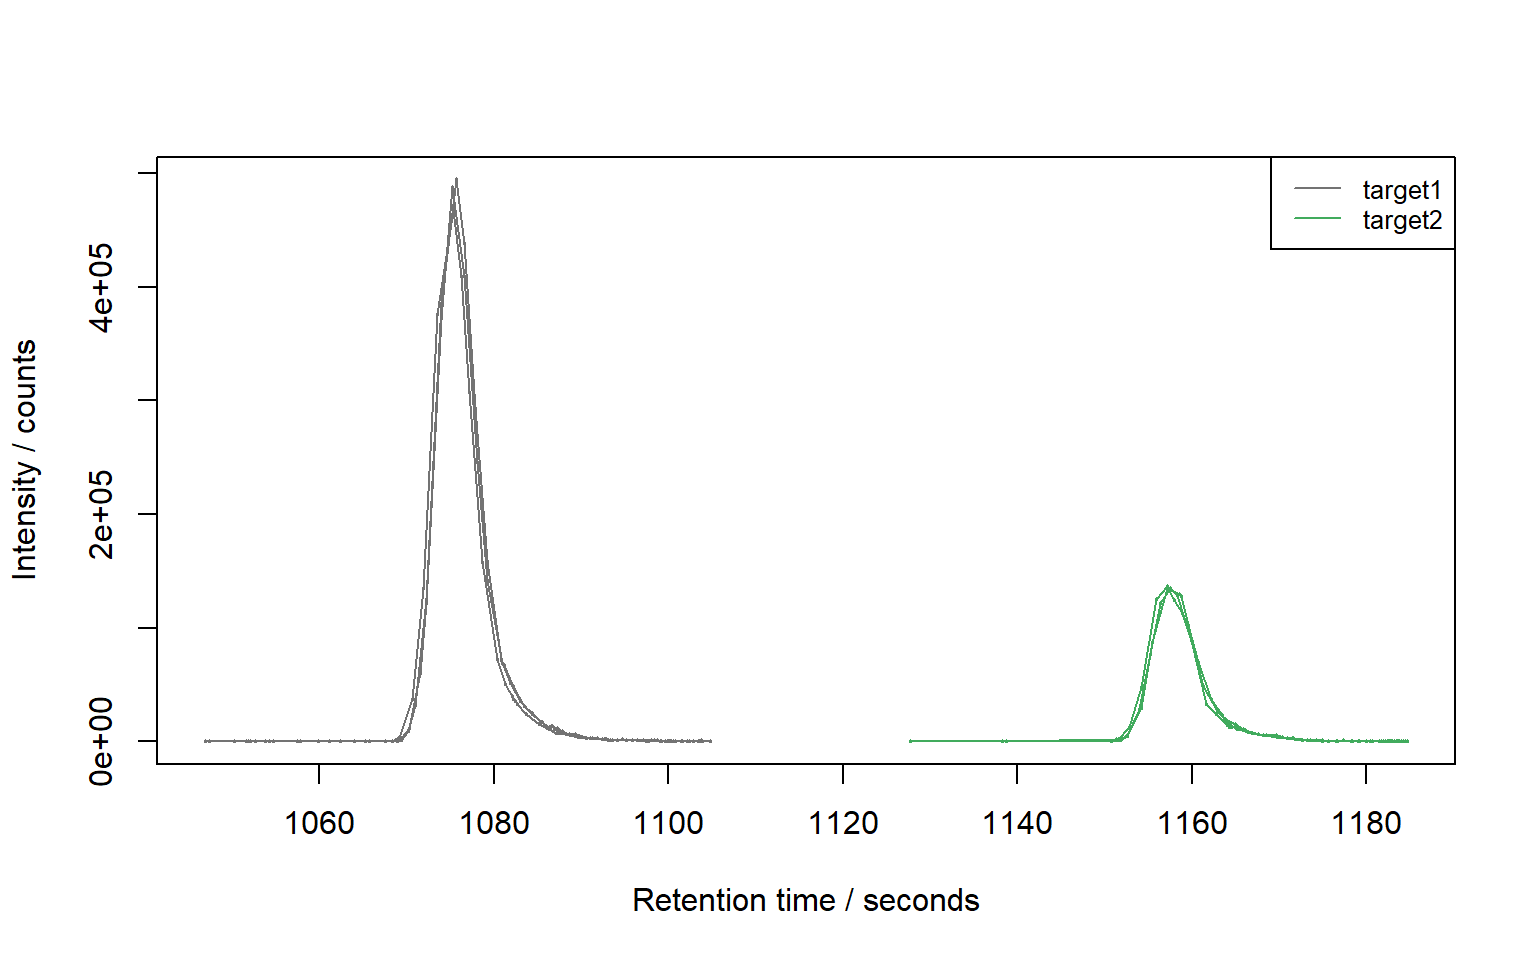 target1
target2
4e+05
2e+05
0e+00
Intensity / counts
1060 1080 1100 1120 1140 1160 1180
Retention time / seconds